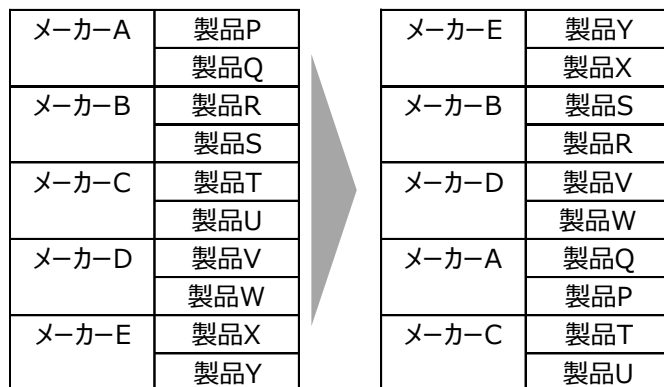 メーカーA 製品P
製品Q
メーカーB 製品R
製品S
メーカーC 製品T
製品U
メーカーD 製品V
製品W
メーカーE 製品X
製品Y
メーカーE 製品Y
製品X
メーカーB 製品S
製品R
メーカーD 製品V
製品W
メーカーA 製品Q
製品P
メーカーC 製品T
製品U